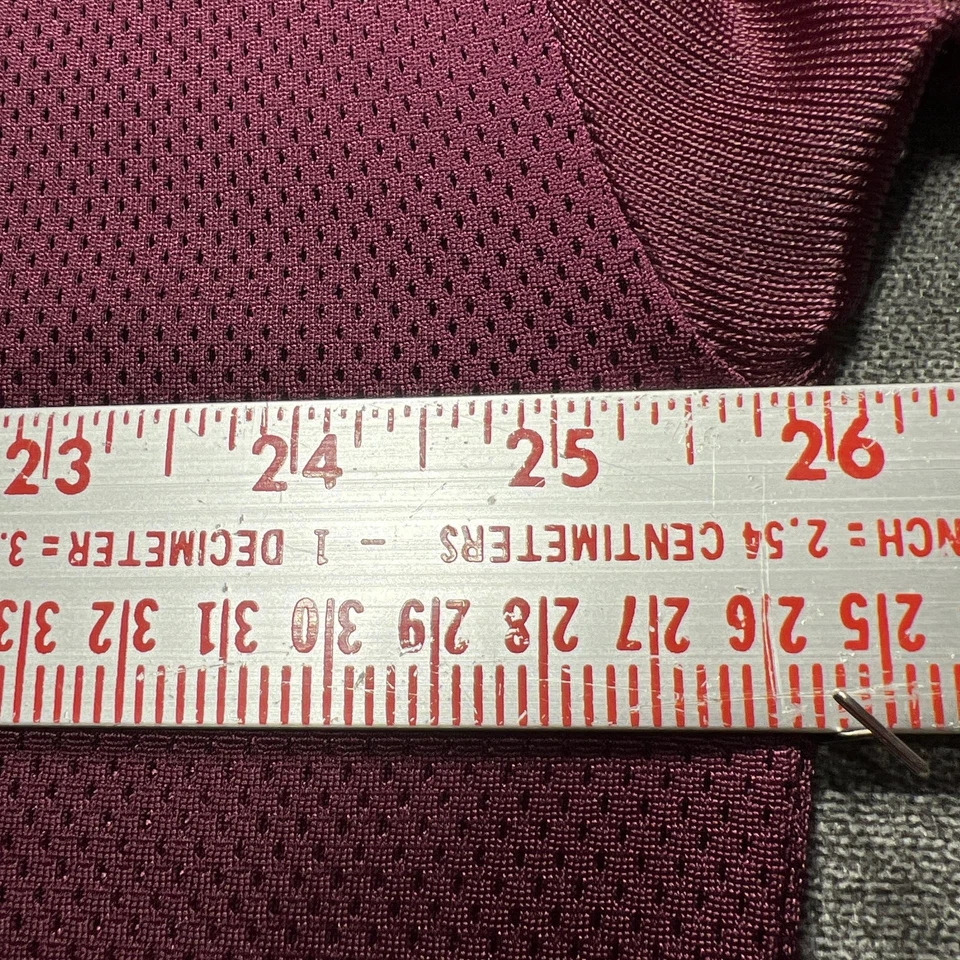 23 24 25 26
NCH = 2.54 CENTIMETERS - 1 DECIMETER = 3.
25 26 27 28 29 30 31 32 33